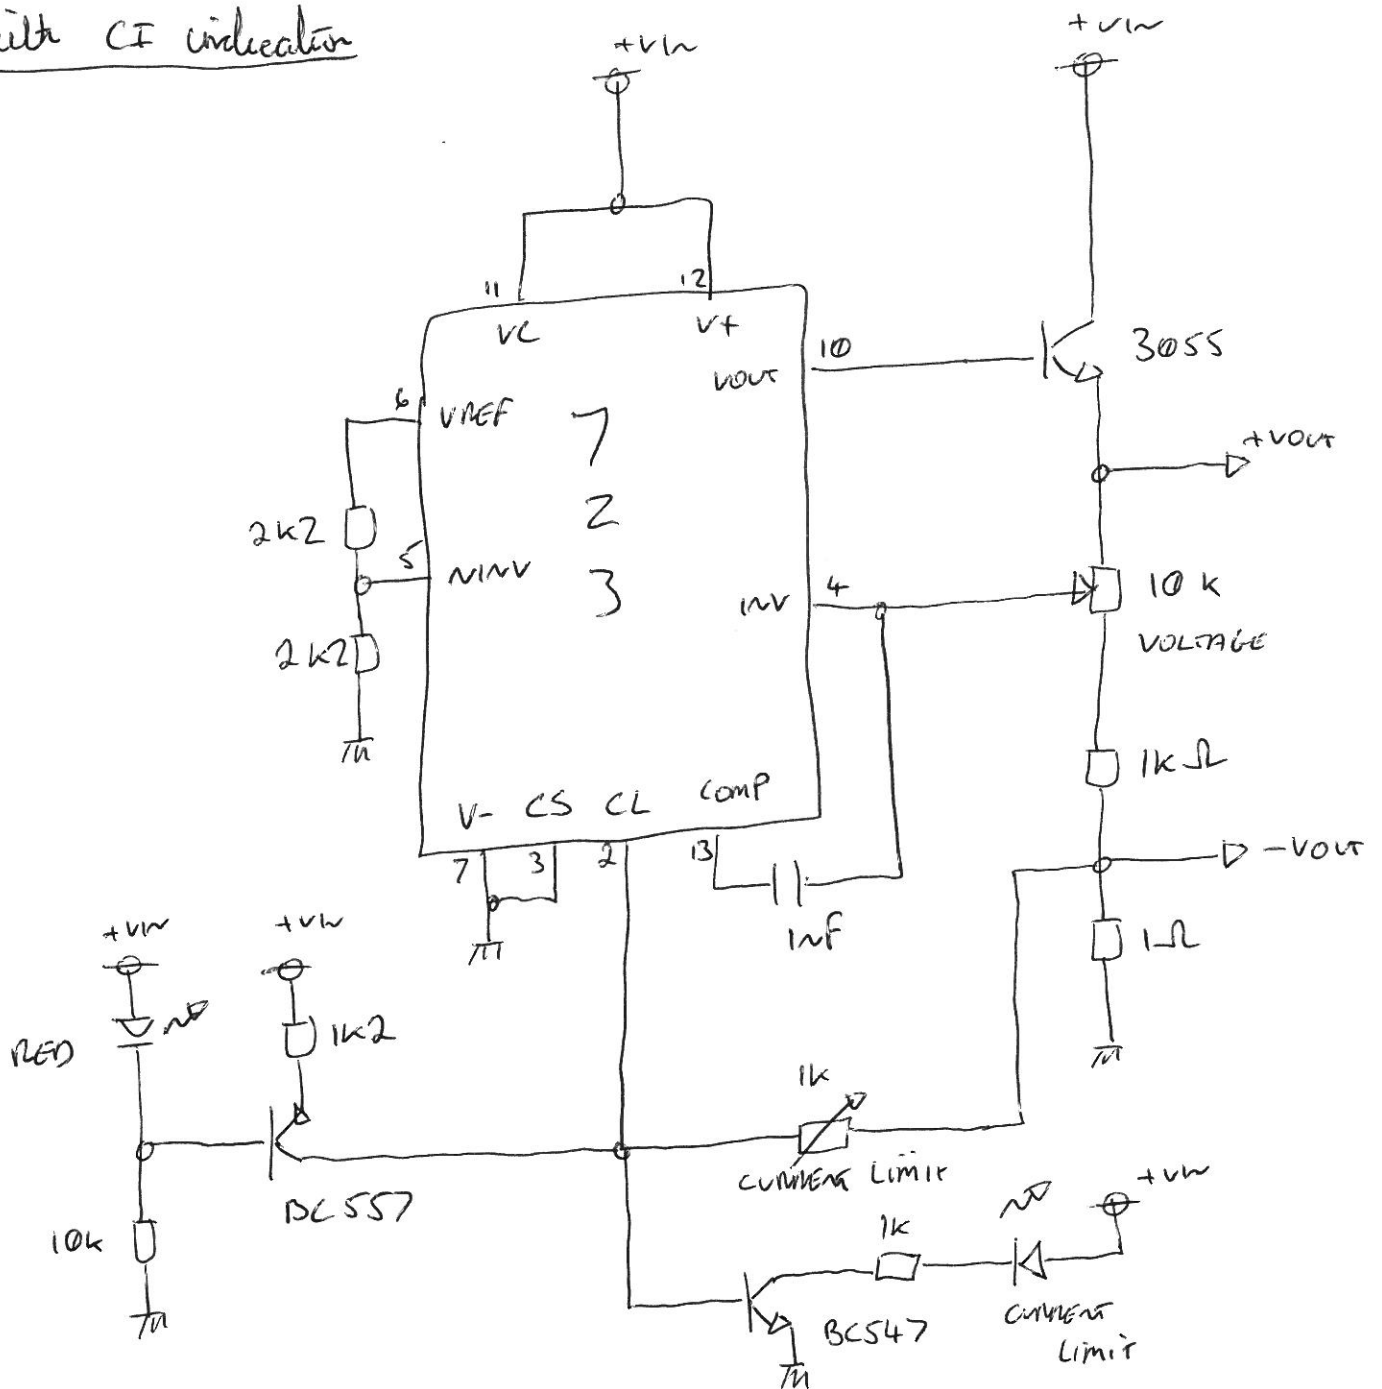 with CI indication
+VIN
+VIN
11
12
VC
V+
10
3055
VOUT
6
VREF
7
+VOUT
2K2
2
5
NINV
3
INV
4
10K
VOLTAGE
2K2
1KΩ
V-
CS
CL
COMP
7
3
2
13
-VOUT
1NF
1Ω
+VIN
+VIN
RED
1K2
1K
CURRENT LIMIT
+VIN
BC557
10K
1K
BC547
CURRENT
LIMIT